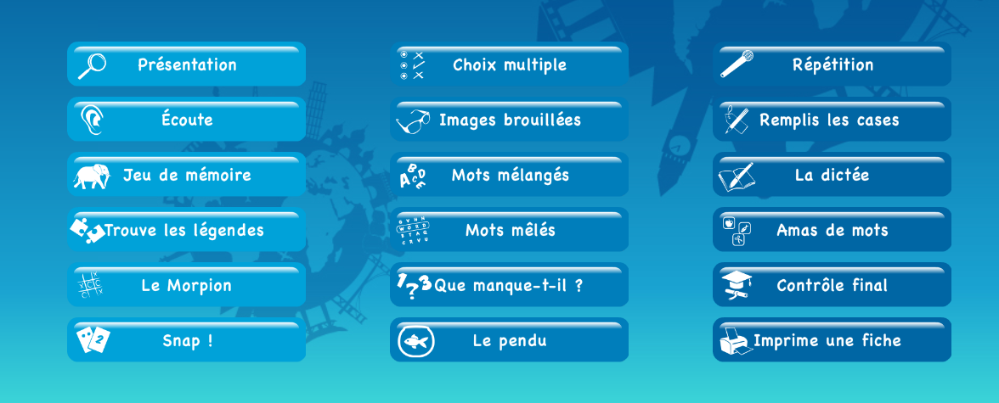 Présentation
Écoute
Jeu de mémoire
Trouve les légendes
Le Morpion
Snap !
Choix multiple
Images brouillées
Mots mélangés
Mots mêlés
Que manque-t-il ?
Le pendu
Répétition
Remplis les cases
La dictée
Amas de mots
Contrôle final
Imprime une fiche